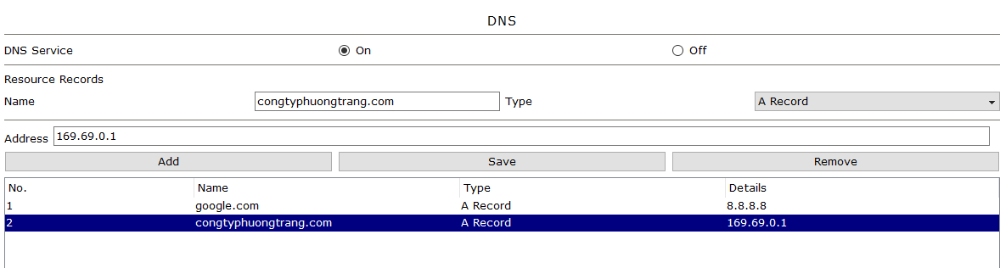 DNS
DNS Service On Off
Resource Records
Name congtyphuongtrang.com Type A Record
Address 169.69.0.1
Add Save Remove
No. Name Type Details
1 google.com A Record 8.8.8.8
2 congtyphuongtrang.com A Record 169.69.0.1